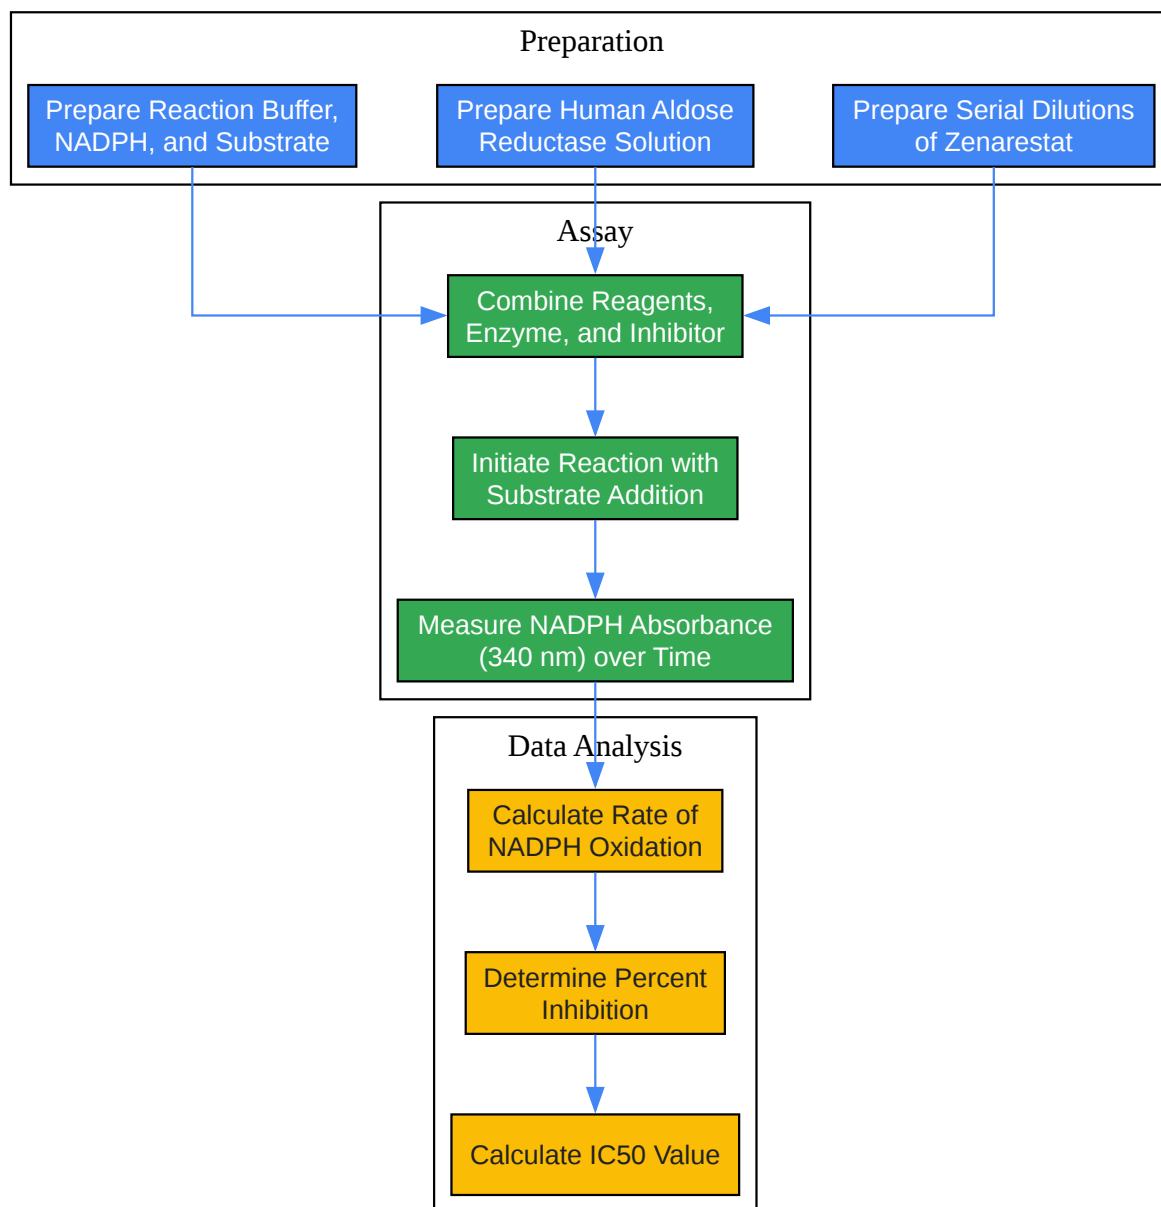 Preparation
Prepare Reaction Buffer,
NADPH, and Substrate
Prepare Human Aldose
Reductase Solution
Prepare Serial Dilutions
of Zenarestat
Assay
Combine Reagents,
Enzyme, and Inhibitor
Initiate Reaction with
Substrate Addition
Measure NADPH Absorbance
(340 nm) over Time
Data Analysis
Calculate Rate of
NADPH Oxidation
Determine Percent
Inhibition
Calculate IC50 Value